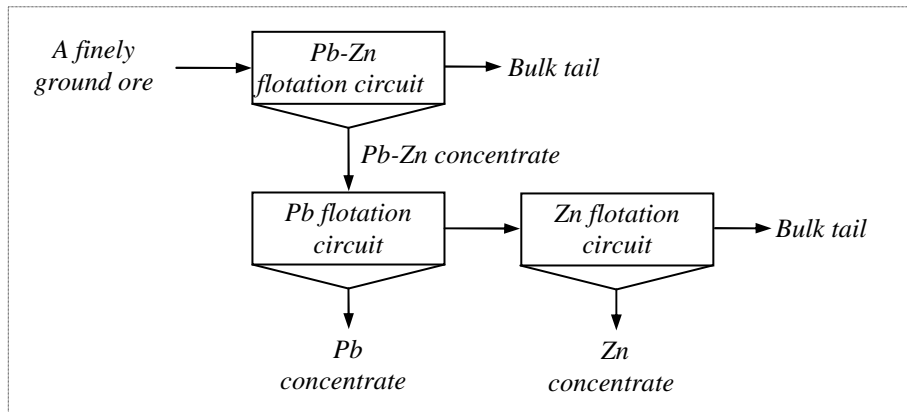 A finely
ground ore
Pb-Zn
flotation circuit
Bulk tail
Pb-Zn concentrate
Pb flotation
circuit
Zn flotation
circuit
Bulk tail
Pb
concentrate
Zn
concentrate